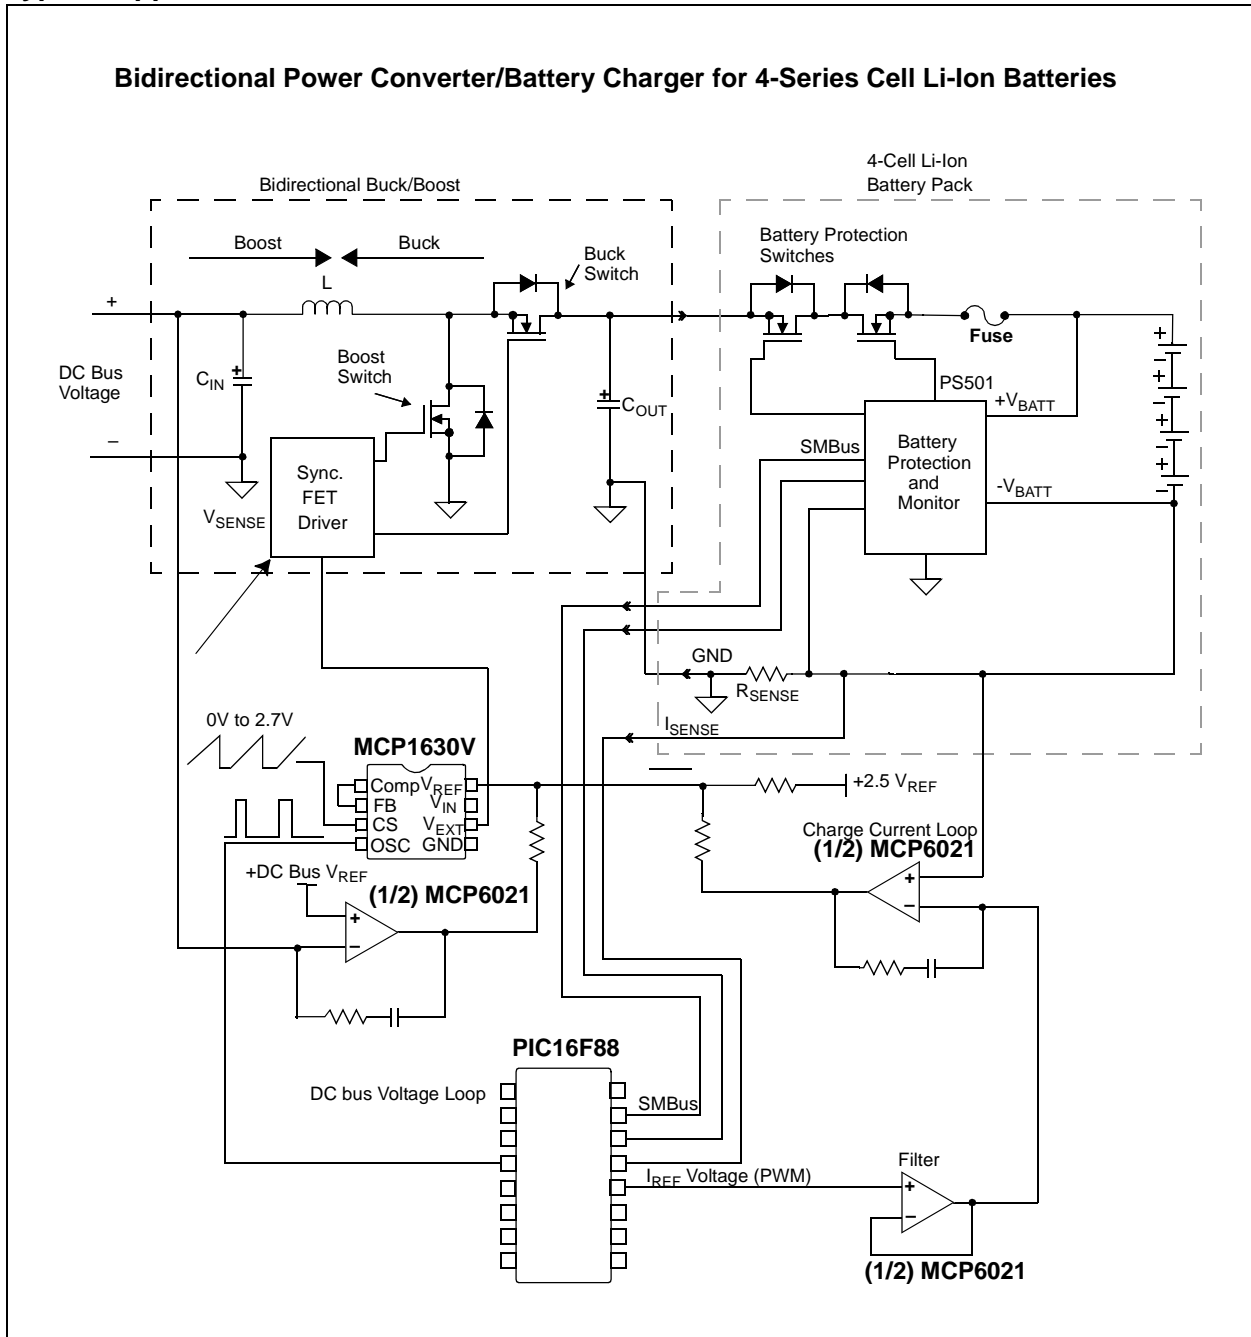 Bidirectional Power Converter/Battery Charger for 4-Series Cell Li-Ion Batteries
4-Cell Li-Ion
Battery Pack
Bidirectional Buck/Boost
Boost
Buck
L
Buck
Switch
Battery Protection
Switches
+
DC Bus
Voltage
–
CIN
+
Boost
Switch
Sync.
FET
Driver
VSENSE
+
COUT
Fuse
PS501
+VBATT
-VBATT
SMBus
Battery
Protection
and
Monitor
+
–
+
–
+
–
+
–
GND
RSENSE
ISENSE
0V to 2.7V
MCP1630V
Comp
FB
CS
OSC
VREF
VIN
VEXT
GND
+2.5 VREF
Charge Current Loop
(1/2) MCP6021
+
–
+DC Bus VREF
(1/2) MCP6021
+
–
PIC16F88
DC bus Voltage Loop
SMBus
IREF Voltage (PWM)
Filter
+
–
(1/2) MCP6021